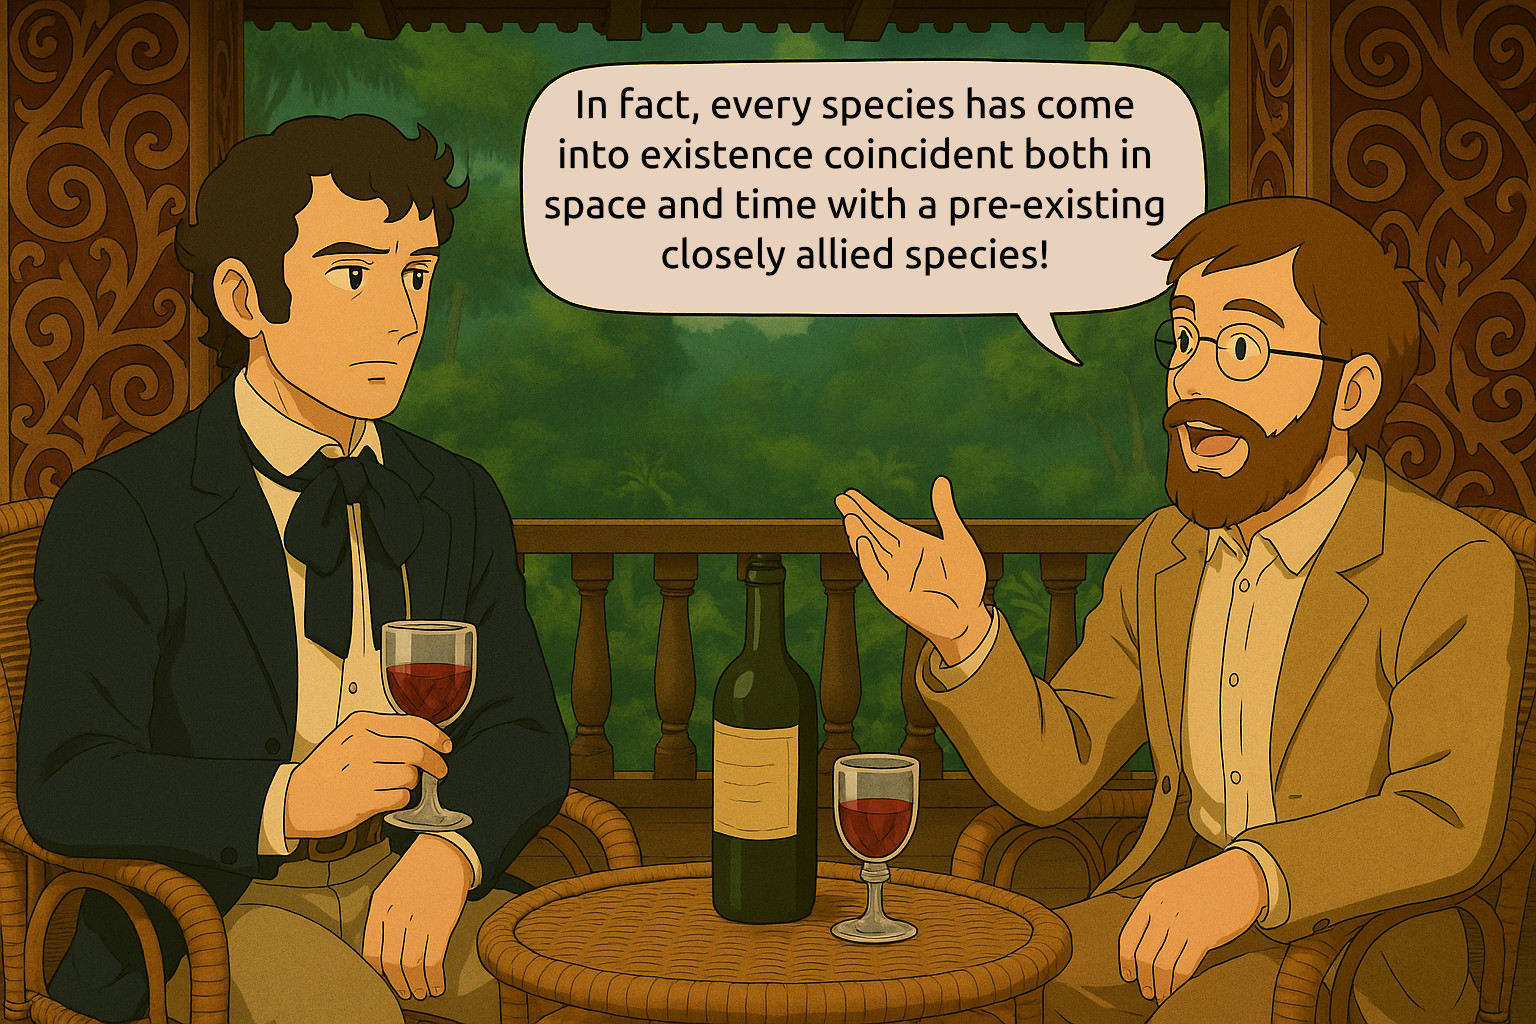 In fact, every species has come
into existence coincident both in
space and time with a pre-existing
closely allied species!